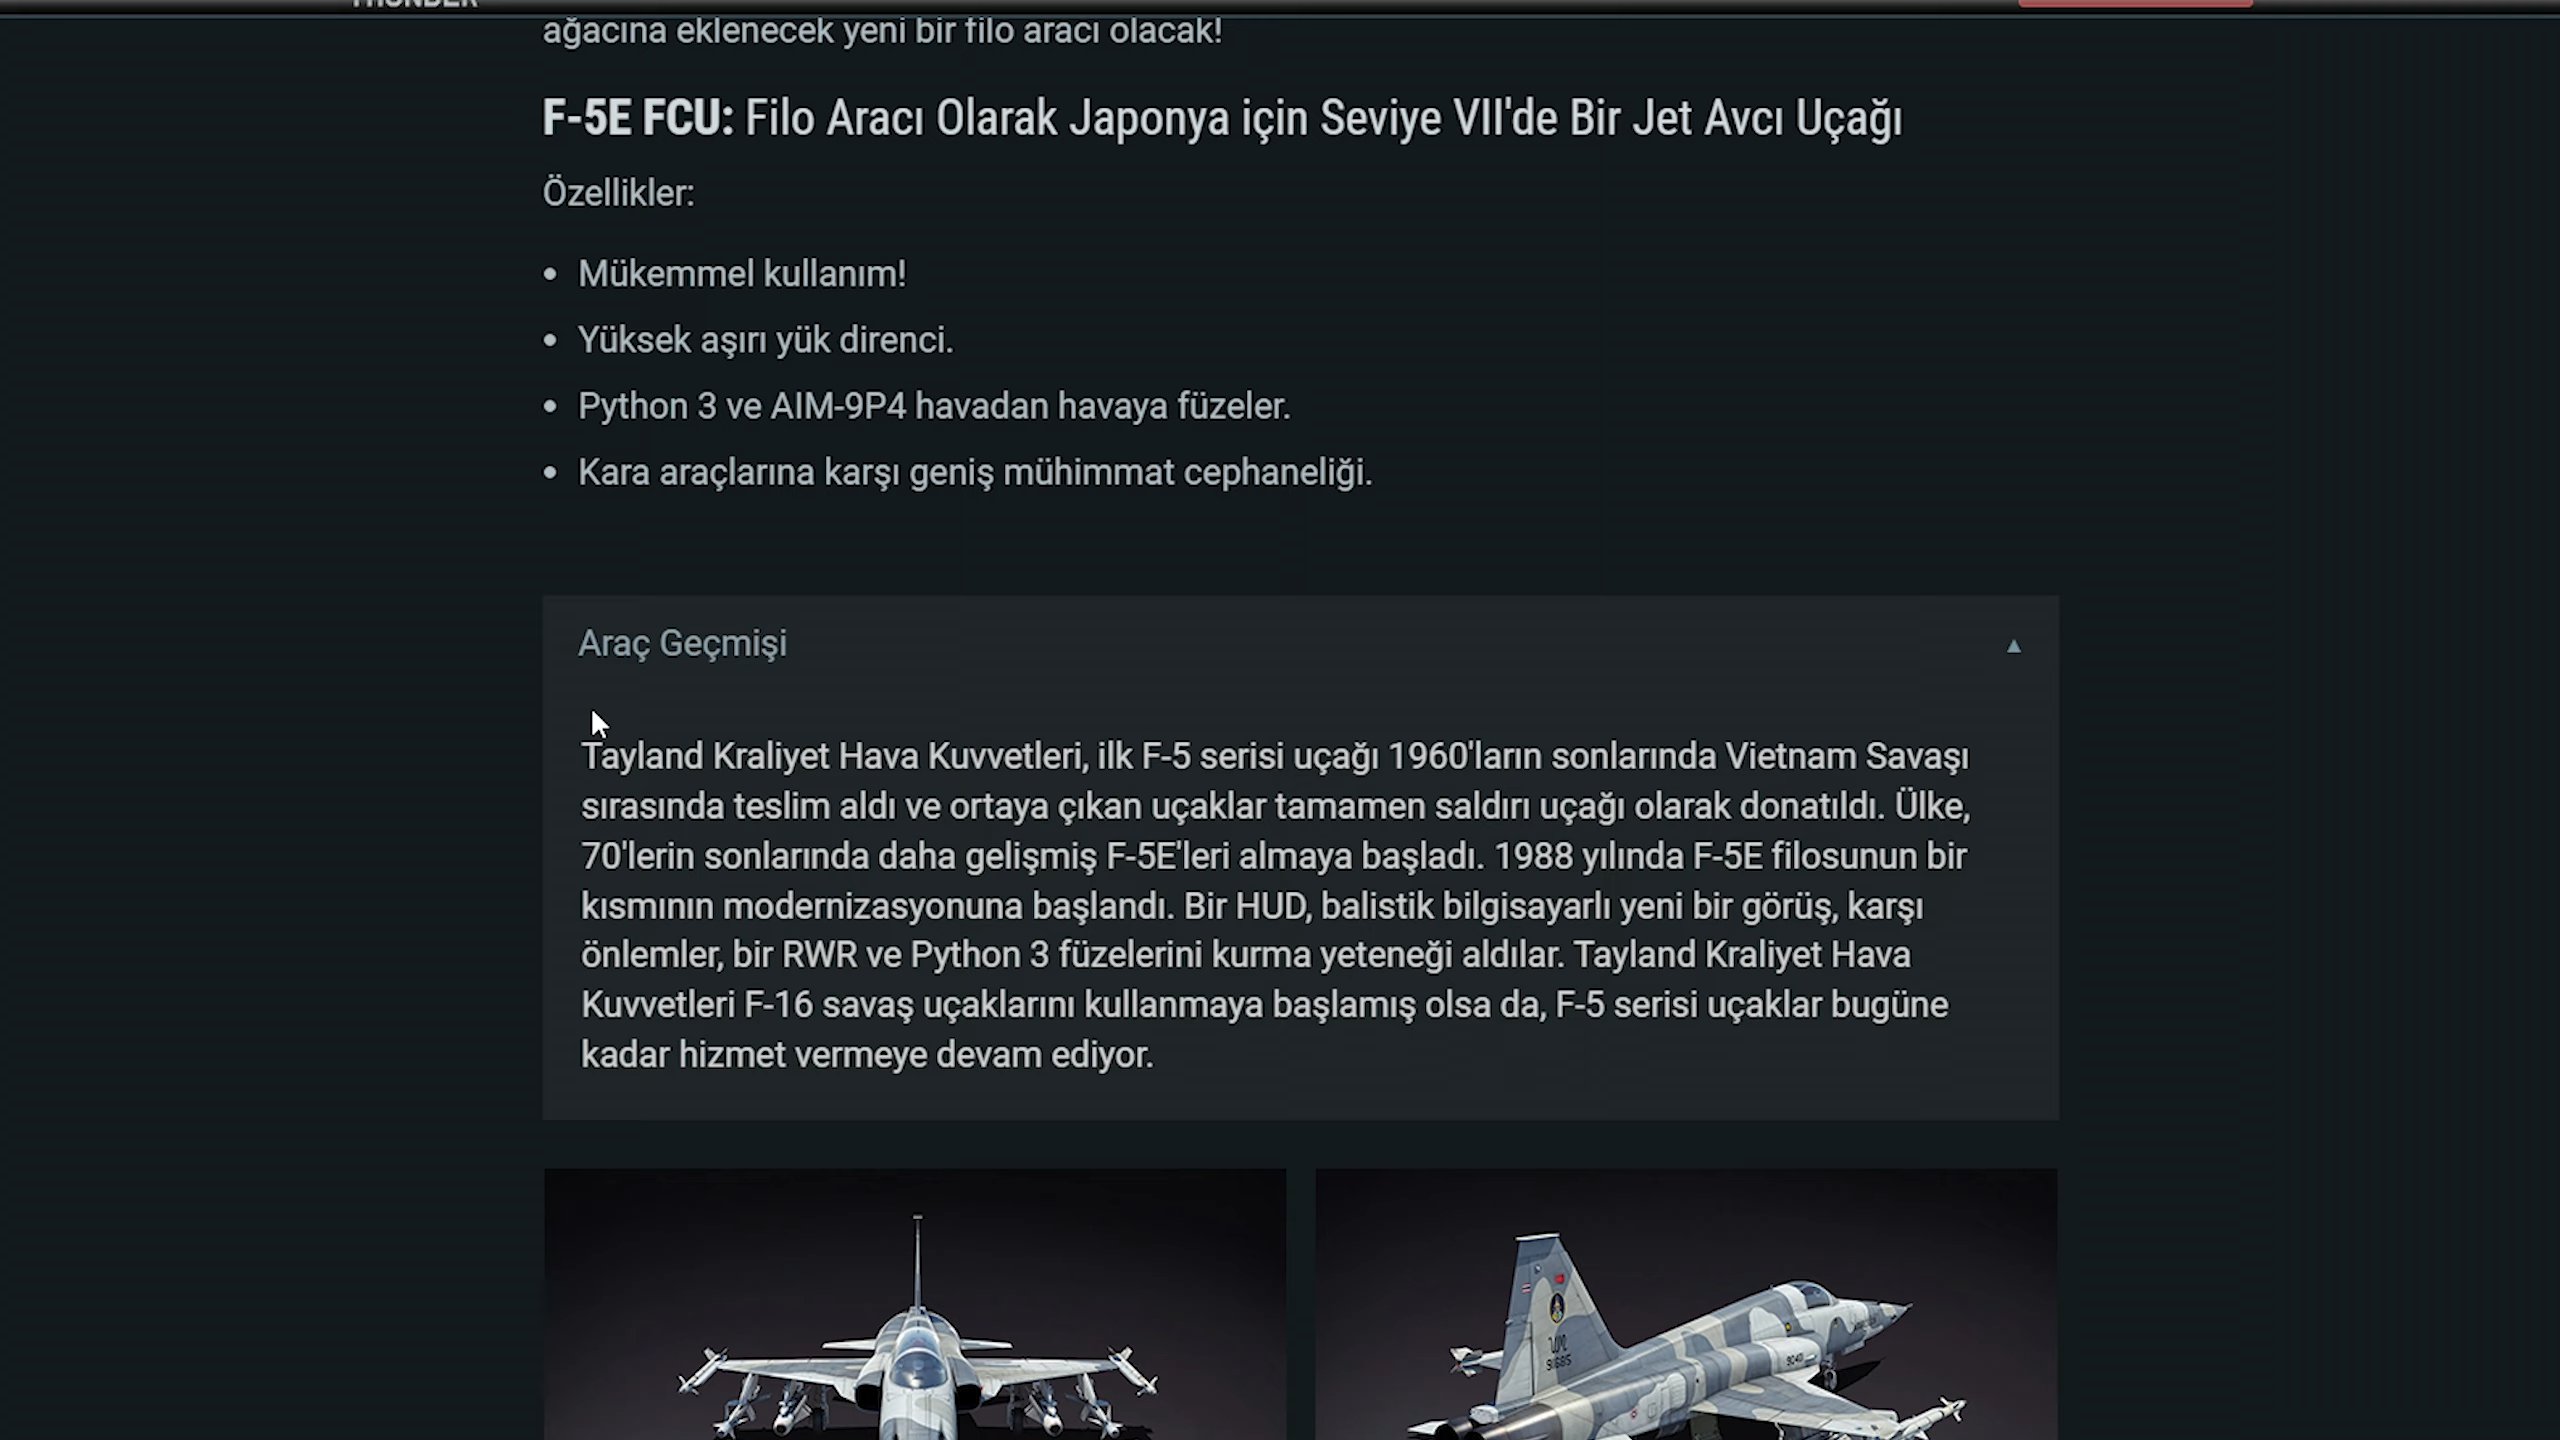 THUNDER
ağacına eklenecek yeni bir filo aracı olacak!
F-5E FCU: Filo Aracı Olarak Japonya için Seviye VII'de Bir Jet Avcı Uçağı
Özellikler:
• Mükemmel kullanım!
• Yüksek aşırı yük direnci.
• Python 3 ve AIM-9P4 havadan havaya füzeler.
• Kara araçlarına karşı geniş mühimmat cephaneliği.
Araç Geçmişi
Tayland Kraliyet Hava Kuvvetleri, ilk F-5 serisi uçağı 1960'ların sonlarında Vietnam Savaşı
sırasında teslim aldı ve ortaya çıkan uçaklar tamamen saldırı uçağı olarak donatıldı. Ülke,
70'lerin sonlarında daha gelişmiş F-5E'leri almaya başladı. 1988 yılında F-5E filosunun bir
kısmının modernizasyonuna başlandı. Bir HUD, balistik bilgisayarlı yeni bir görüş, karşı
önlemler, bir RWR ve Python 3 füzelerini kurma yeteneği aldılar. Tayland Kraliyet Hava
Kuvvetleri F-16 savaş uçaklarını kullanmaya başlamış olsa da, F-5 serisi uçaklar bugüne
kadar hizmet vermeye devam ediyor.